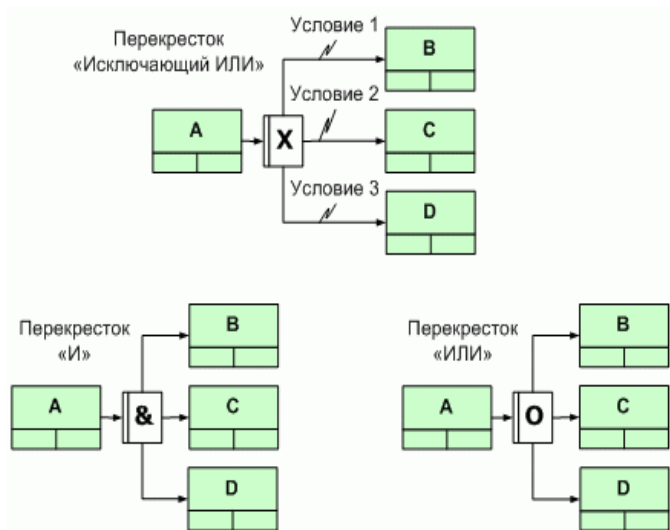 Перекресток
«Исключающий ИЛИ»
Условие 1
B
Условие 2
A
X
C
Условие 3
D
Перекресток
«И»
B
A
&
C
D
Перекресток
«ИЛИ»
B
A
O
C
D